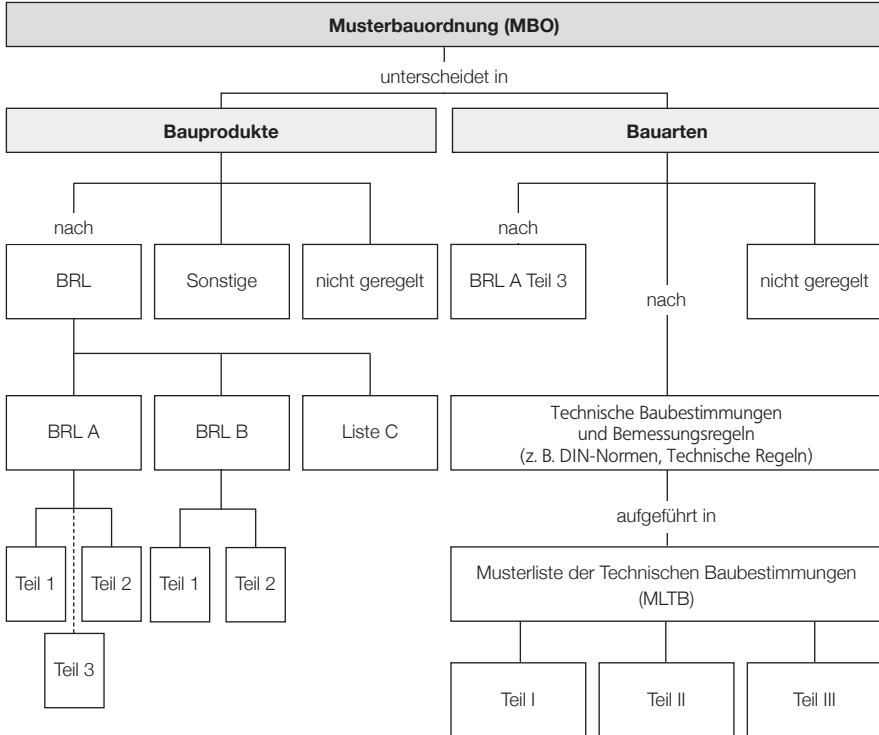 Musterbauordnung (MBO)
unterscheidet in
Bauprodukte
Bauarten
nach
nach
BRL
Sonstige
nicht geregelt
BRL A Teil 3
nach
nicht geregelt
BRL A
BRL B
Liste C
Technische Baubestimmungen
und Bemessungsregeln
(z. B. DIN-Normen, Technische Regeln)
aufgeführt in
Teil 1
Teil 2
Teil 1
Teil 2
Musterliste der Technischen Baubestimmungen
(MLTB)
Teil 3
Teil I
Teil II
Teil III